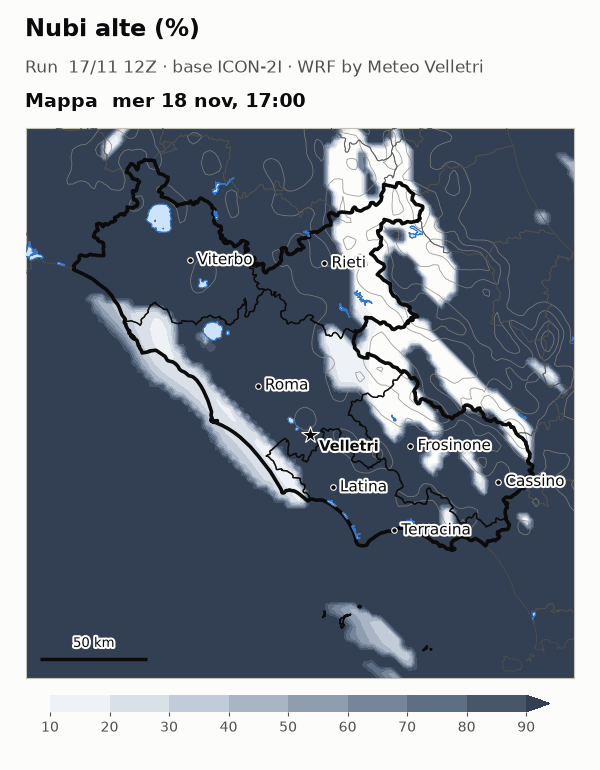 Nubi alte (%)
Run 17/11 12Z · base ICON-2I · WRF by Meteo Velletri
Mappa mer 18 nov, 17:00
Viterbo
Rieti
Roma
Velletri
Frosinone
Cassino
Latina
Terracina
50 km
10 20 30 40 50 60 70 80 90